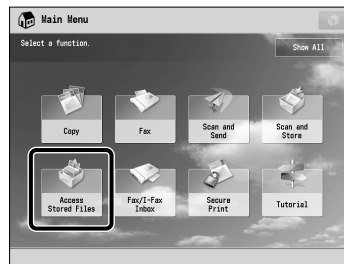 Main Menu
Select a function.
Show All
Copy
Fax
Scan and
Send
Scan and
Store
Access
Stored Files
Fax/I-Fax
Inbox
Secure
Print
Tutorial